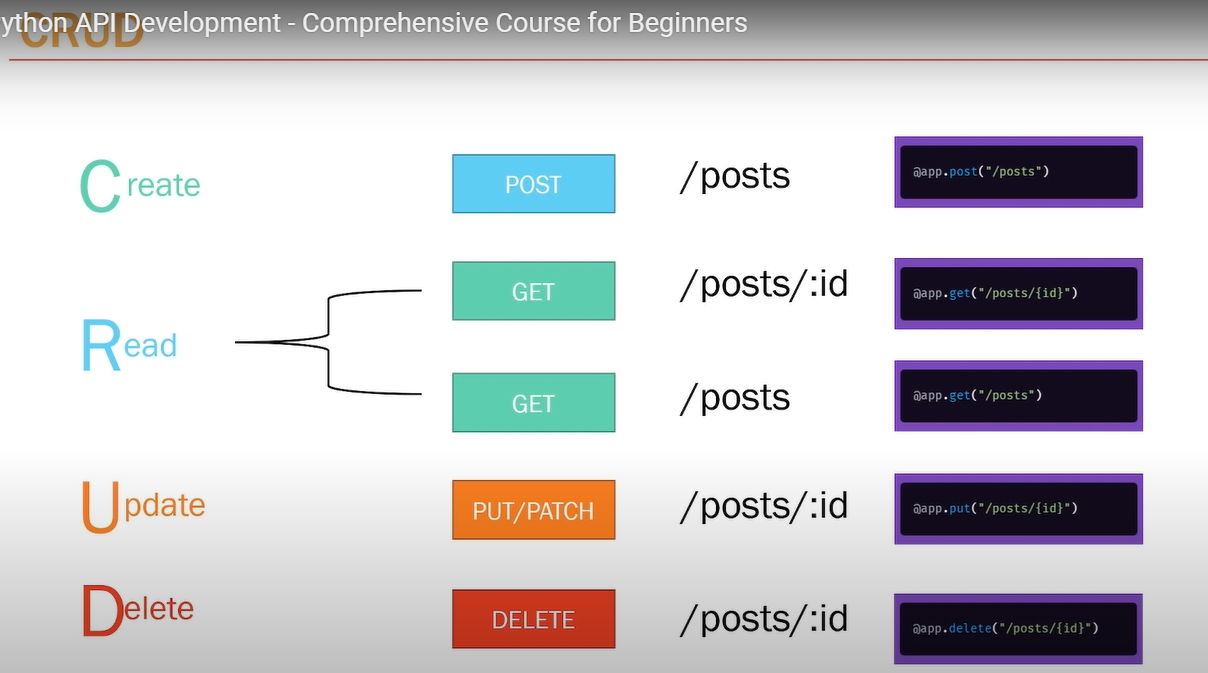 ython API Development - Comprehensive Course for Beginners
CRUD
Create
POST
/posts
@app.post("/posts")
Read
GET
/posts/:id
@app.get("/posts/{id}")
GET
/posts
@app.get("/posts")
Update
PUT/PATCH
/posts/:id
@app.put("/posts/{id}")
Delete
DELETE
/posts/:id
@app.delete("/posts/{id}")